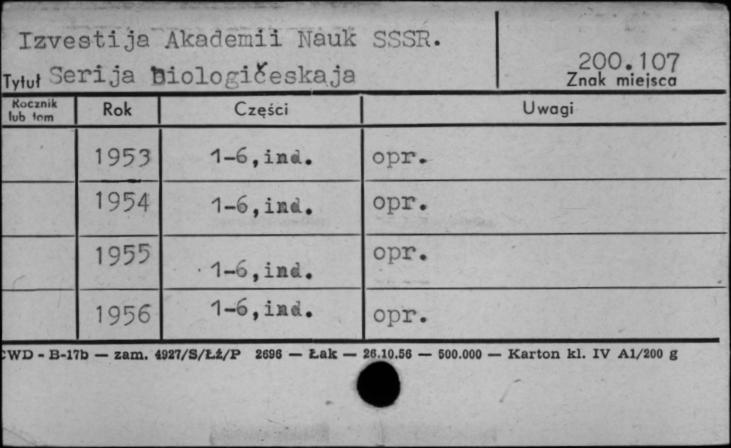 Izvestija Akademii Nauk SSSR.
200.107
Tytuł Serija Biologičeskaja
Znak miejsca
Rocznik lub tom Rok Części Uwagi
1953 1-6,ind. opr.
1954 1-6,ind. opr.
1955 1-6,ind. opr.
1956 1-6,ind. opr.
CWD - B-17b — zam. 4927/S/Łż/P 2696 — Łak — 26.10.56 — 500.000 — Karton kl. IV A1/200 g